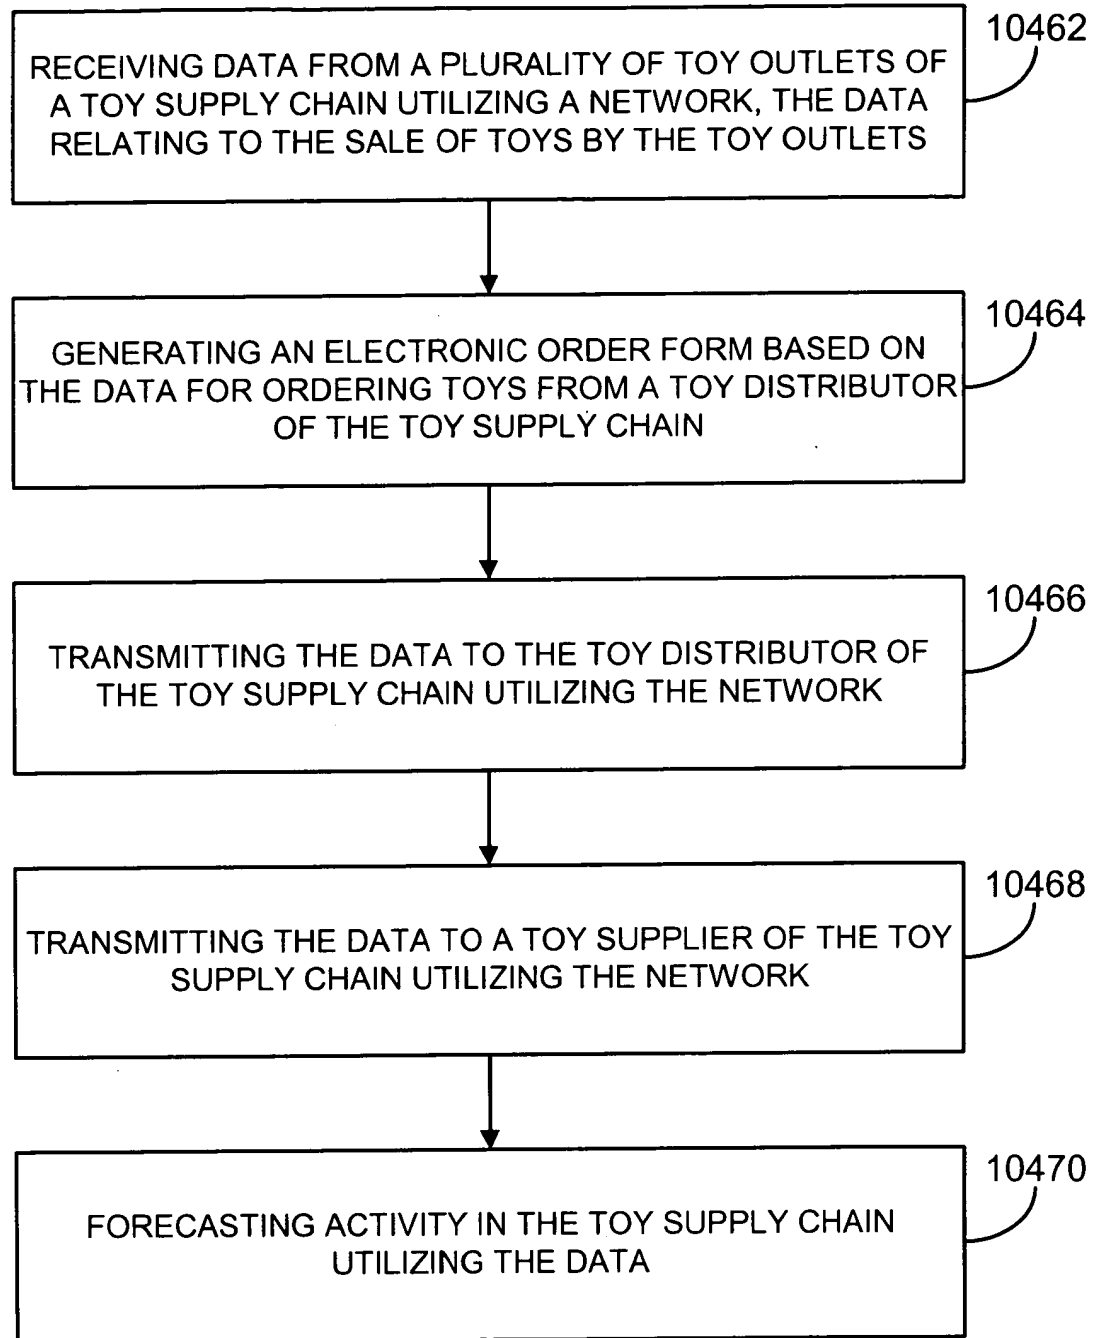 10462
RECEIVING DATA FROM A PLURALITY OF TOY OUTLETS OF
A TOY SUPPLY CHAIN UTILIZING A NETWORK, THE DATA
RELATING TO THE SALE OF TOYS BY THE TOY OUTLETS
10464
GENERATING AN ELECTRONIC ORDER FORM BASED ON
THE DATA FOR ORDERING TOYS FROM A TOY DISTRIBUTOR
OF THE TOY SUPPLY CHAIN
10466
TRANSMITTING THE DATA TO THE TOY DISTRIBUTOR OF
THE TOY SUPPLY CHAIN UTILIZING THE NETWORK
10468
TRANSMITTING THE DATA TO A TOY SUPPLIER OF THE TOY
SUPPLY CHAIN UTILIZING THE NETWORK
10470
FORECASTING ACTIVITY IN THE TOY SUPPLY CHAIN
UTILIZING THE DATA